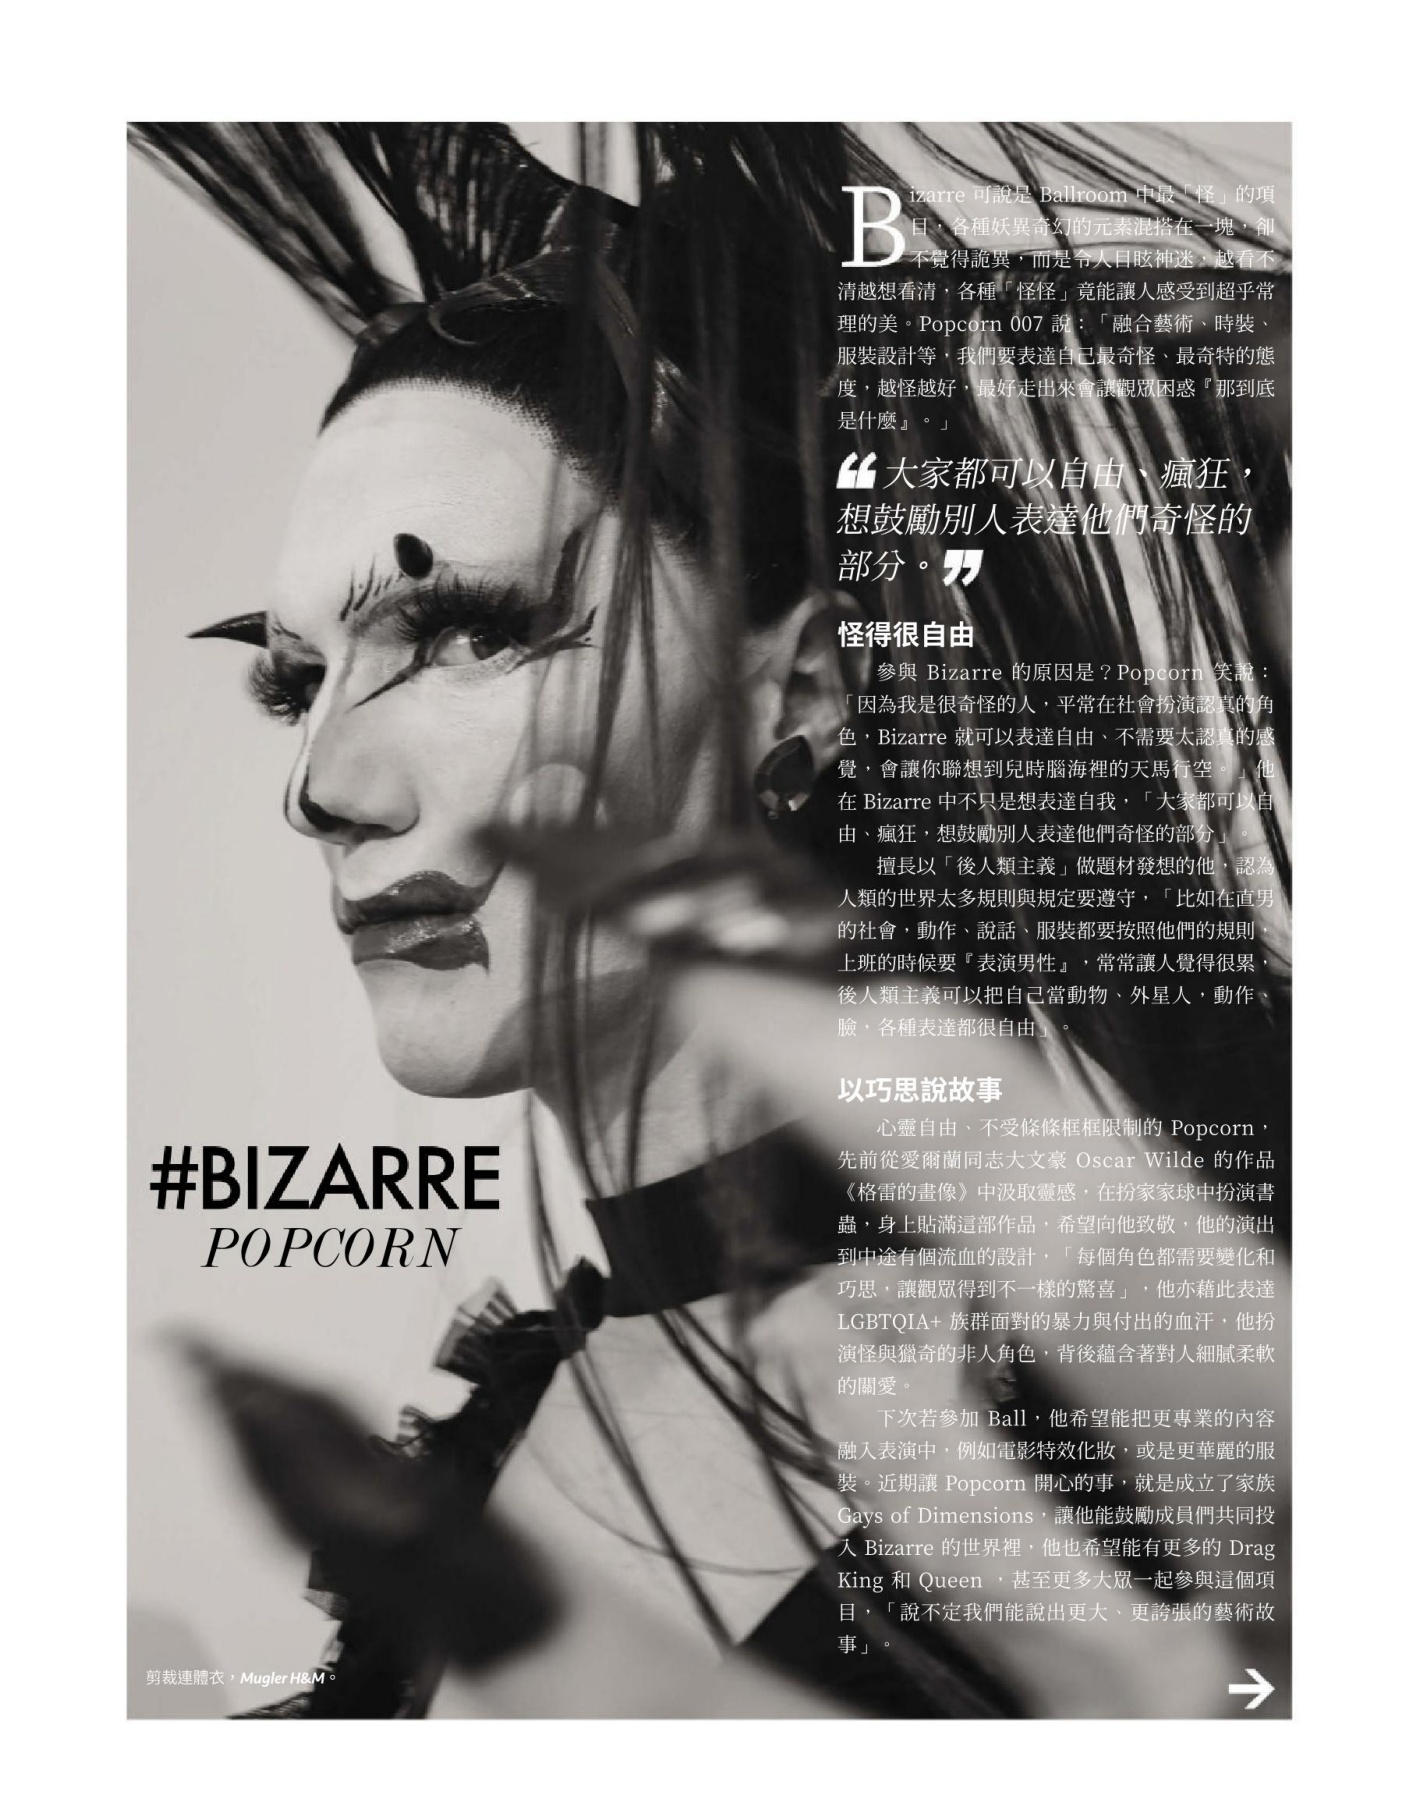 Bizarre 可說是 Ballroom 中最「怪」的項
目，各種妖異奇幻的元素混搭在一塊，卻
不覺得詭異，而是令人目眩神迷，越看不
清越想看清，各種「怪怪」竟能讓人感受到超乎常
理的美。Popcorn 007 說：「融合藝術、時裝、
服裝設計等，我們要表達自己最奇怪、最奇特的態
度，越怪越好，最好走出來會讓觀眾困惑『那到底
是什麼』。」
❝大家都可以自由、瘋狂，
想鼓勵別人表達他們奇怪的
部分。❞
怪得很自由
參與 Bizarre 的原因是？Popcorn 笑說：
「因為我是很奇怪的人，平常在社會扮演認真的角
色，Bizarre 就可以表達自由、不需要太認真的感
覺，會讓你聯想到兒時腦海裡的天馬行空。」他
在 Bizarre 中不只是想表達自我，「大家都可以自
由、瘋狂，想鼓勵別人表達他們奇怪的部分」。
擅長以「後人類主義」做題材發想的他，認為
人類的世界太多規則與規定要遵守，「比如在直男
的社會，動作、說話、服裝都要按照他們的規則，
上班的時候要『表演男性』，常常讓人覺得很累，
後人類主義可以把自己當動物、外星人，動作、
臉，各種表達都很自由」。
以巧思說故事
心靈自由、不受條條框框限制的 Popcorn，
先前從愛爾蘭同志大文豪 Oscar Wilde 的作品
《格雷的畫像》中汲取靈感，在扮家家球中扮演書
蟲，身上貼滿這部作品，希望向他致敬，他的演出
到中途有個流血的設計，「每個角色都需要變化和
巧思，讓觀眾得到不一樣的驚喜」，他亦藉此表達
LGBTQIA+ 族群面對的暴力與付出的血汗，他扮
演怪與獵奇的非人角色，背後蘊含著對人細膩柔軟
的關愛。
下次若參加 Ball，他希望能把更專業的內容
融入表演中，例如電影特效化妝，或是更華麗的服
裝。近期讓 Popcorn 開心的事，就是成立了家族
Gays of Dimensions，讓他能鼓勵成員們共同投
入 Bizarre 的世界裡，他也希望能有更多的 Drag
King 和 Queen ，甚至更多大眾一起參與這個項
目，「說不定我們能說出更大、更誇張的藝術故
事」。
#BIZARRE
POPCORN
剪裁連體衣，Mugler H&M。